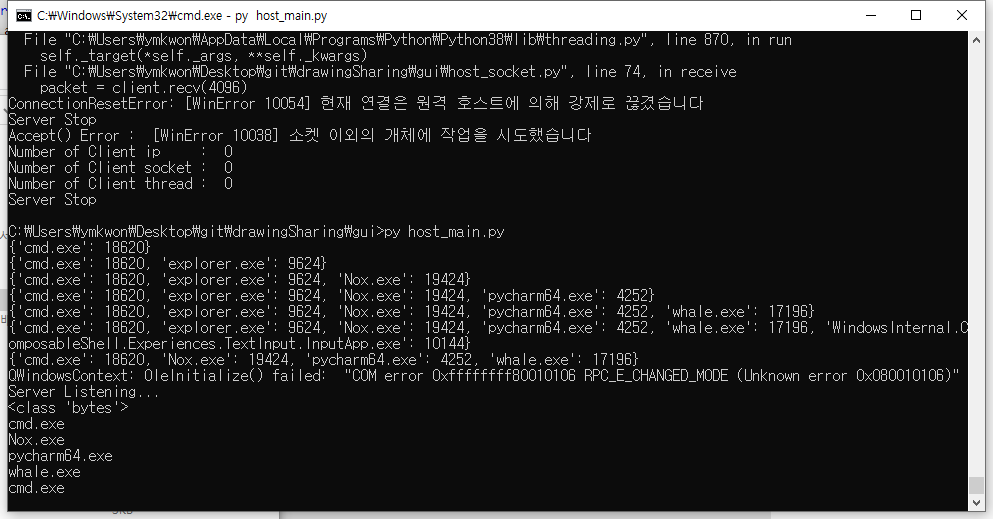 C:₩Windows₩System32₩cmd.exe - py  host_main.py
File "C:₩Users₩ymkwon₩AppData₩Local₩Programs₩Python₩Python38₩lib₩threading.py", line 870, in run
self._target(*self._args, **self._kwargs)
File "C:₩Users₩ymkwon₩Desktop₩git₩drawingSharing₩gui₩host_socket.py", line 74, in receive
packet = client.recv(4096)
ConnectionResetError: [WinError 10054] 현재 연결은 원격 호스트에 의해 강제로 끊겼습니다
Server Stop
Accept() Error :  [WinError 10038] 소켓 이외의 개체에 작업을 시도했습니다
Number of Client ip     :  0
Number of Client socket :  0
Number of Client thread :  0
Server Stop
C:₩Users₩ymkwon₩Desktop₩git₩drawingSharing₩gui>py host_main.py
{'cmd.exe': 18620}
{'cmd.exe': 18620, 'explorer.exe': 9624}
{'cmd.exe': 18620, 'explorer.exe': 9624, 'Nox.exe': 19424}
{'cmd.exe': 18620, 'explorer.exe': 9624, 'Nox.exe': 19424, 'pycharm64.exe': 4252}
{'cmd.exe': 18620, 'explorer.exe': 9624, 'Nox.exe': 19424, 'pycharm64.exe': 4252, 'whale.exe': 17196}
{'cmd.exe': 18620, 'explorer.exe': 9624, 'Nox.exe': 19424, 'pycharm64.exe': 4252, 'whale.exe': 17196, 'WindowsInternal.C
omposableShell.Experiences.TextInput.InputApp.exe': 10144}
{'cmd.exe': 18620, 'Nox.exe': 19424, 'pycharm64.exe': 4252, 'whale.exe': 17196}
QWindowsContext: OleInitialize() failed:  "COM error 0xffffffff80010106 RPC_E_CHANGED_MODE (Unknown error 0x080010106)"
Server Listening...
<class 'bytes'>
cmd.exe
Nox.exe
pycharm64.exe
whale.exe
cmd.exe